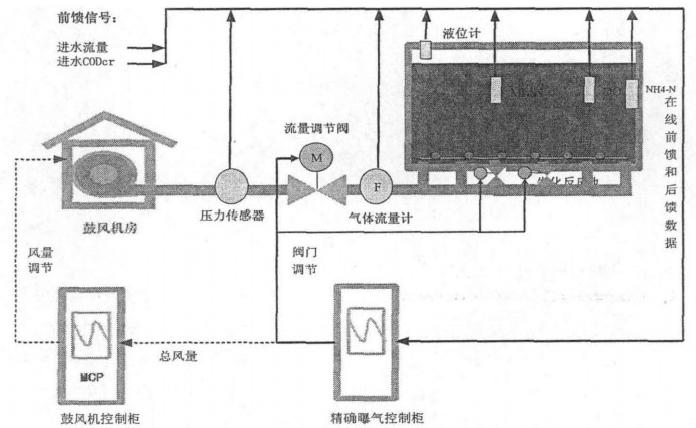 前馈信号:
进水流量
进水CODcr
液位计
NH4-N
在线前馈和后馈数据
流量调节阀
M
F
压力传感器
气体流量计
鼓风机房
风量
调节
阀门
调节
总风量
MCP
鼓风机控制柜
精确曝气控制柜